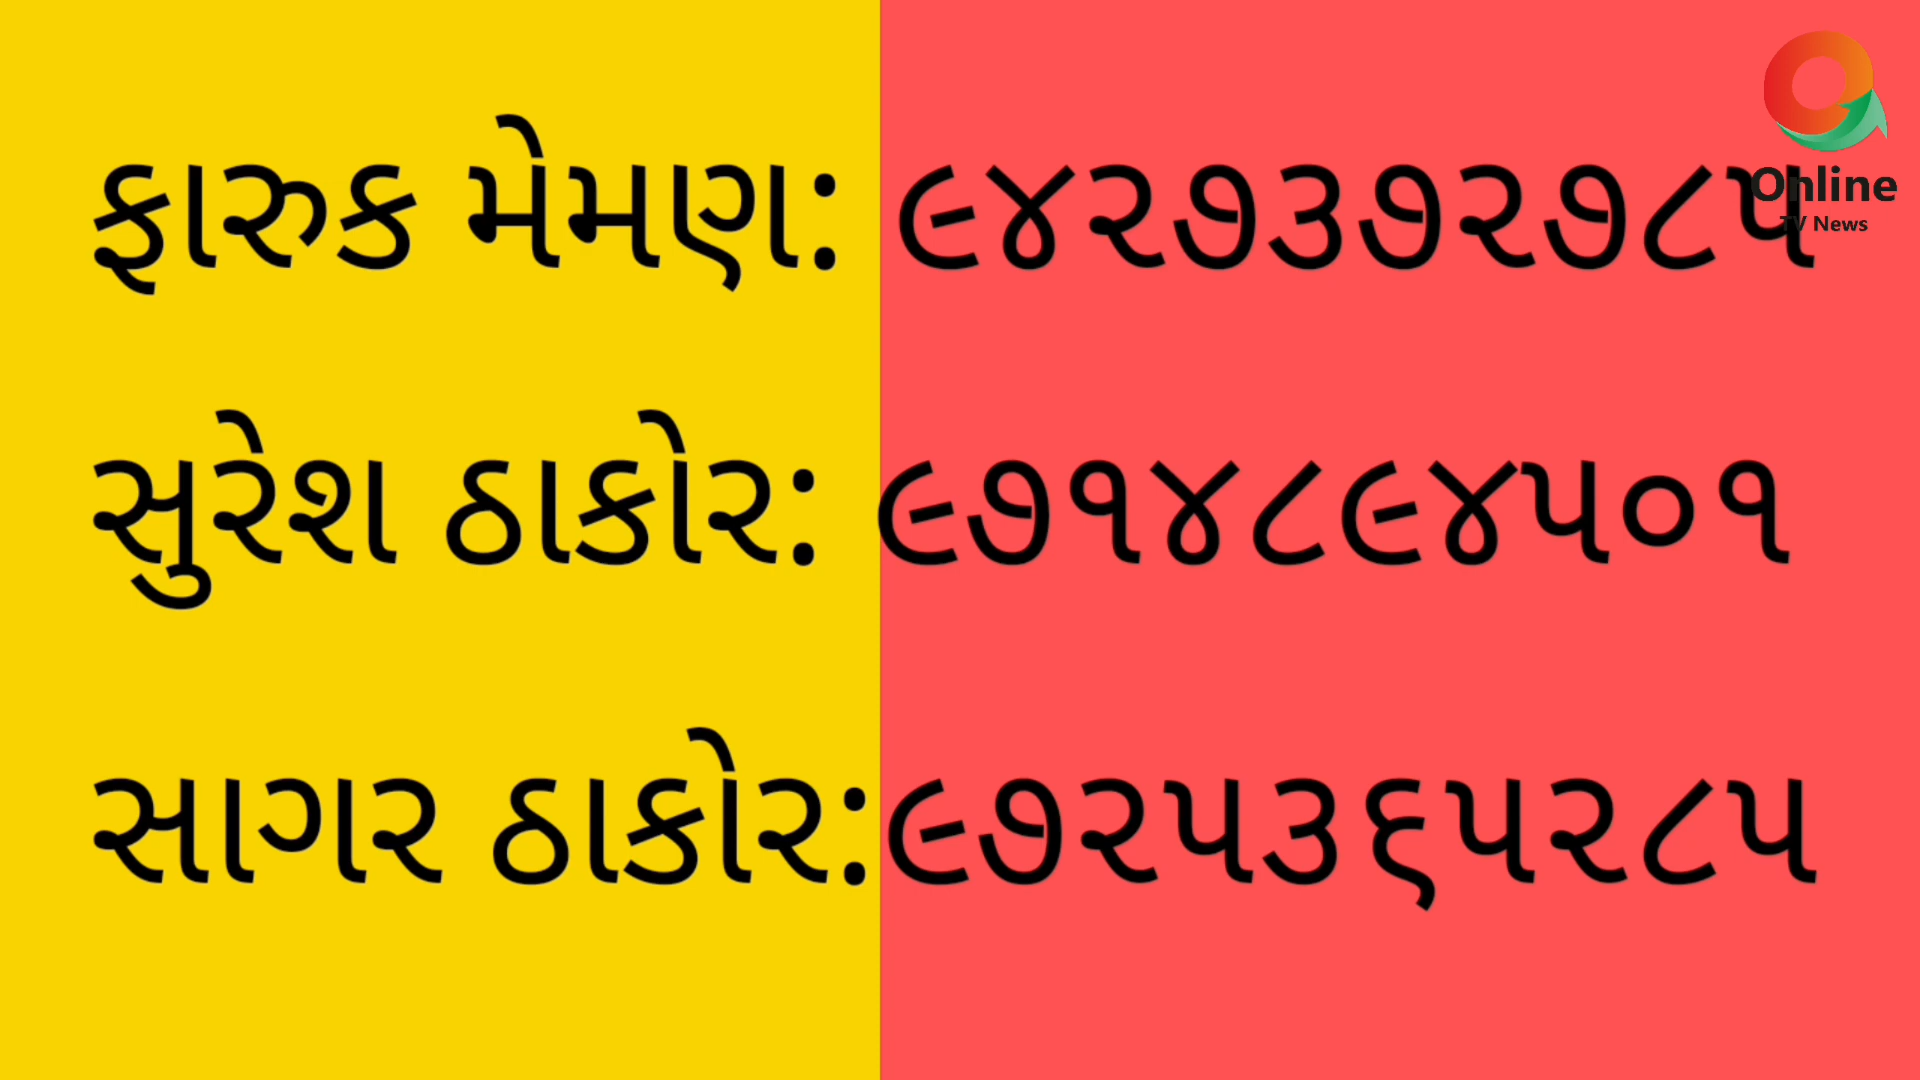 ફારુક મેમણ: ૯૪૨૭૩૭૨૭૮૫
સુરેશ ઠાકોર: ૯૭૧૪૮૯૪૫૦૧
સાગર ઠાકોર:૯૭૨૫૩૬૫૨૮૫
Online
TV News